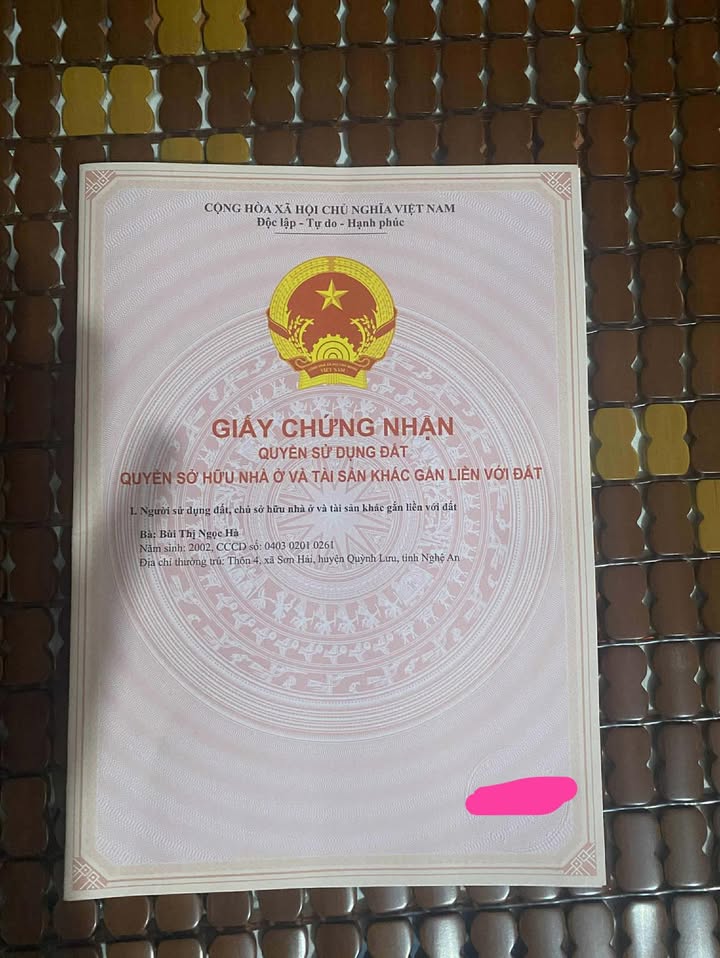 CỘNG HÒA XÃ HỘI CHỦ NGHĨA VIỆT NAM
Độc lập - Tự do - Hạnh phúc
VIỆT NAM
GIẤY CHỨNG NHẬN
QUYỀN SỬ DỤNG ĐẤT
QUYỀN SỞ HỮU NHÀ Ở VÀ TÀI SẢN KHÁC GẮN LIỀN VỚI ĐẤT
I. Người sử dụng đất, chủ sở hữu nhà ở và tài sản khác gắn liền với đất
Bà: Bùi Thị Ngọc Hà
Năm sinh: 2002, CCCD số: 0403 0201 0261
Địa chỉ thường trú: Thôn 4, xã Sơn Hải, huyện Quỳnh Lưu, tỉnh Nghệ An